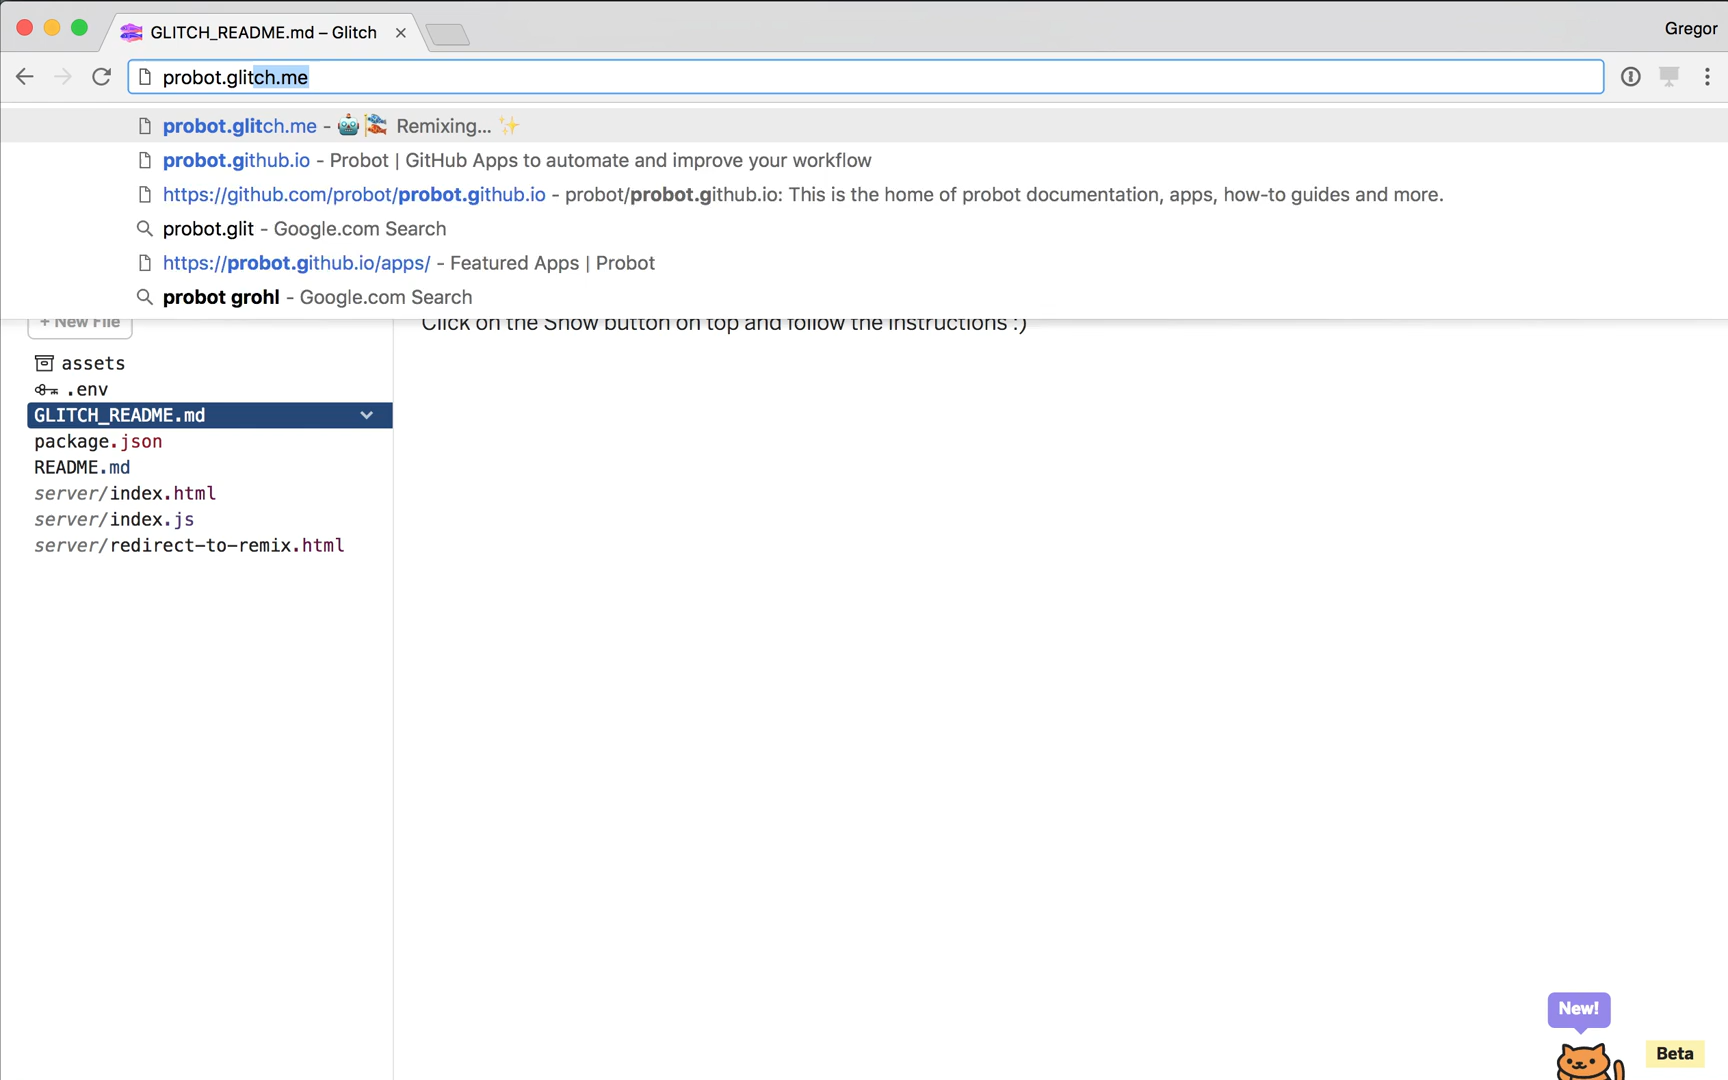 GLITCH_README.md – Glitch
Gregor
probot.glitch.me
probot.glitch.me - 🤖🎏 Remixing... ✨
probot.github.io - Probot | GitHub Apps to automate and improve your workflow
https://github.com/probot/probot.github.io - probot/probot.github.io: This is the home of probot documentation, apps, how-to guides and more.
probot.glit - Google.com Search
https://probot.github.io/apps/ - Featured Apps | Probot
probot grohl - Google.com Search
+ New File
Click on the Show button on top and follow the instructions :)
assets
.env
GLITCH_README.md
package.json
README.md
server/index.html
server/index.js
server/redirect-to-remix.html
New!
Beta